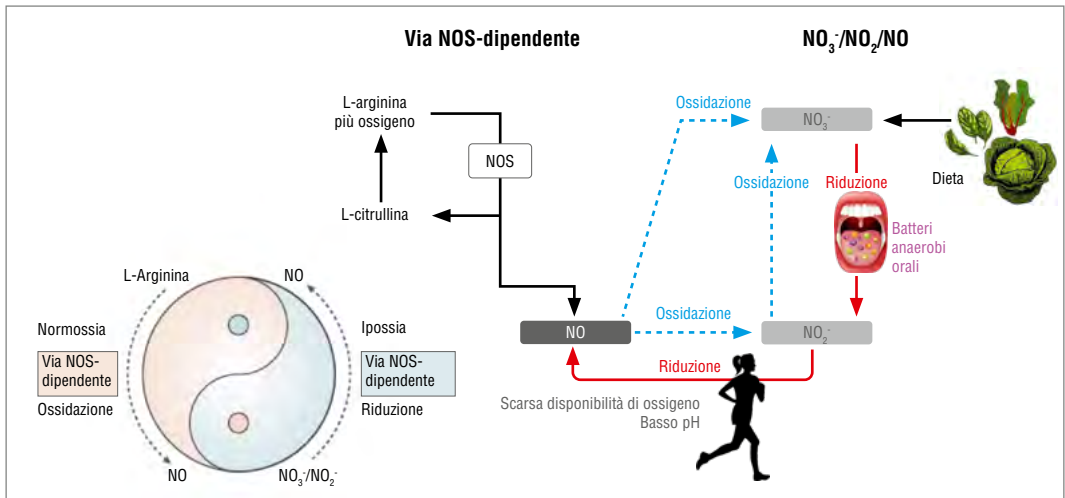 Via NOS-dipendente
NO₃⁻/NO₂/NO
L-arginina
più ossigeno
NOS
L-citrullina
Ossidazione
NO₃⁻
Ossidazione
Riduzione
Dieta
Batteri
anaerobi
orali
NO
Ossidazione
NO₂⁻
Riduzione
Scarsa disponibilità di ossigeno
Basso pH
L-Arginina
NO
Normossia
Via NOS-
dipendente
Ossidazione
Ipossia
Via NOS-
dipendente
Riduzione
NO
NO₃⁻/NO₂⁻